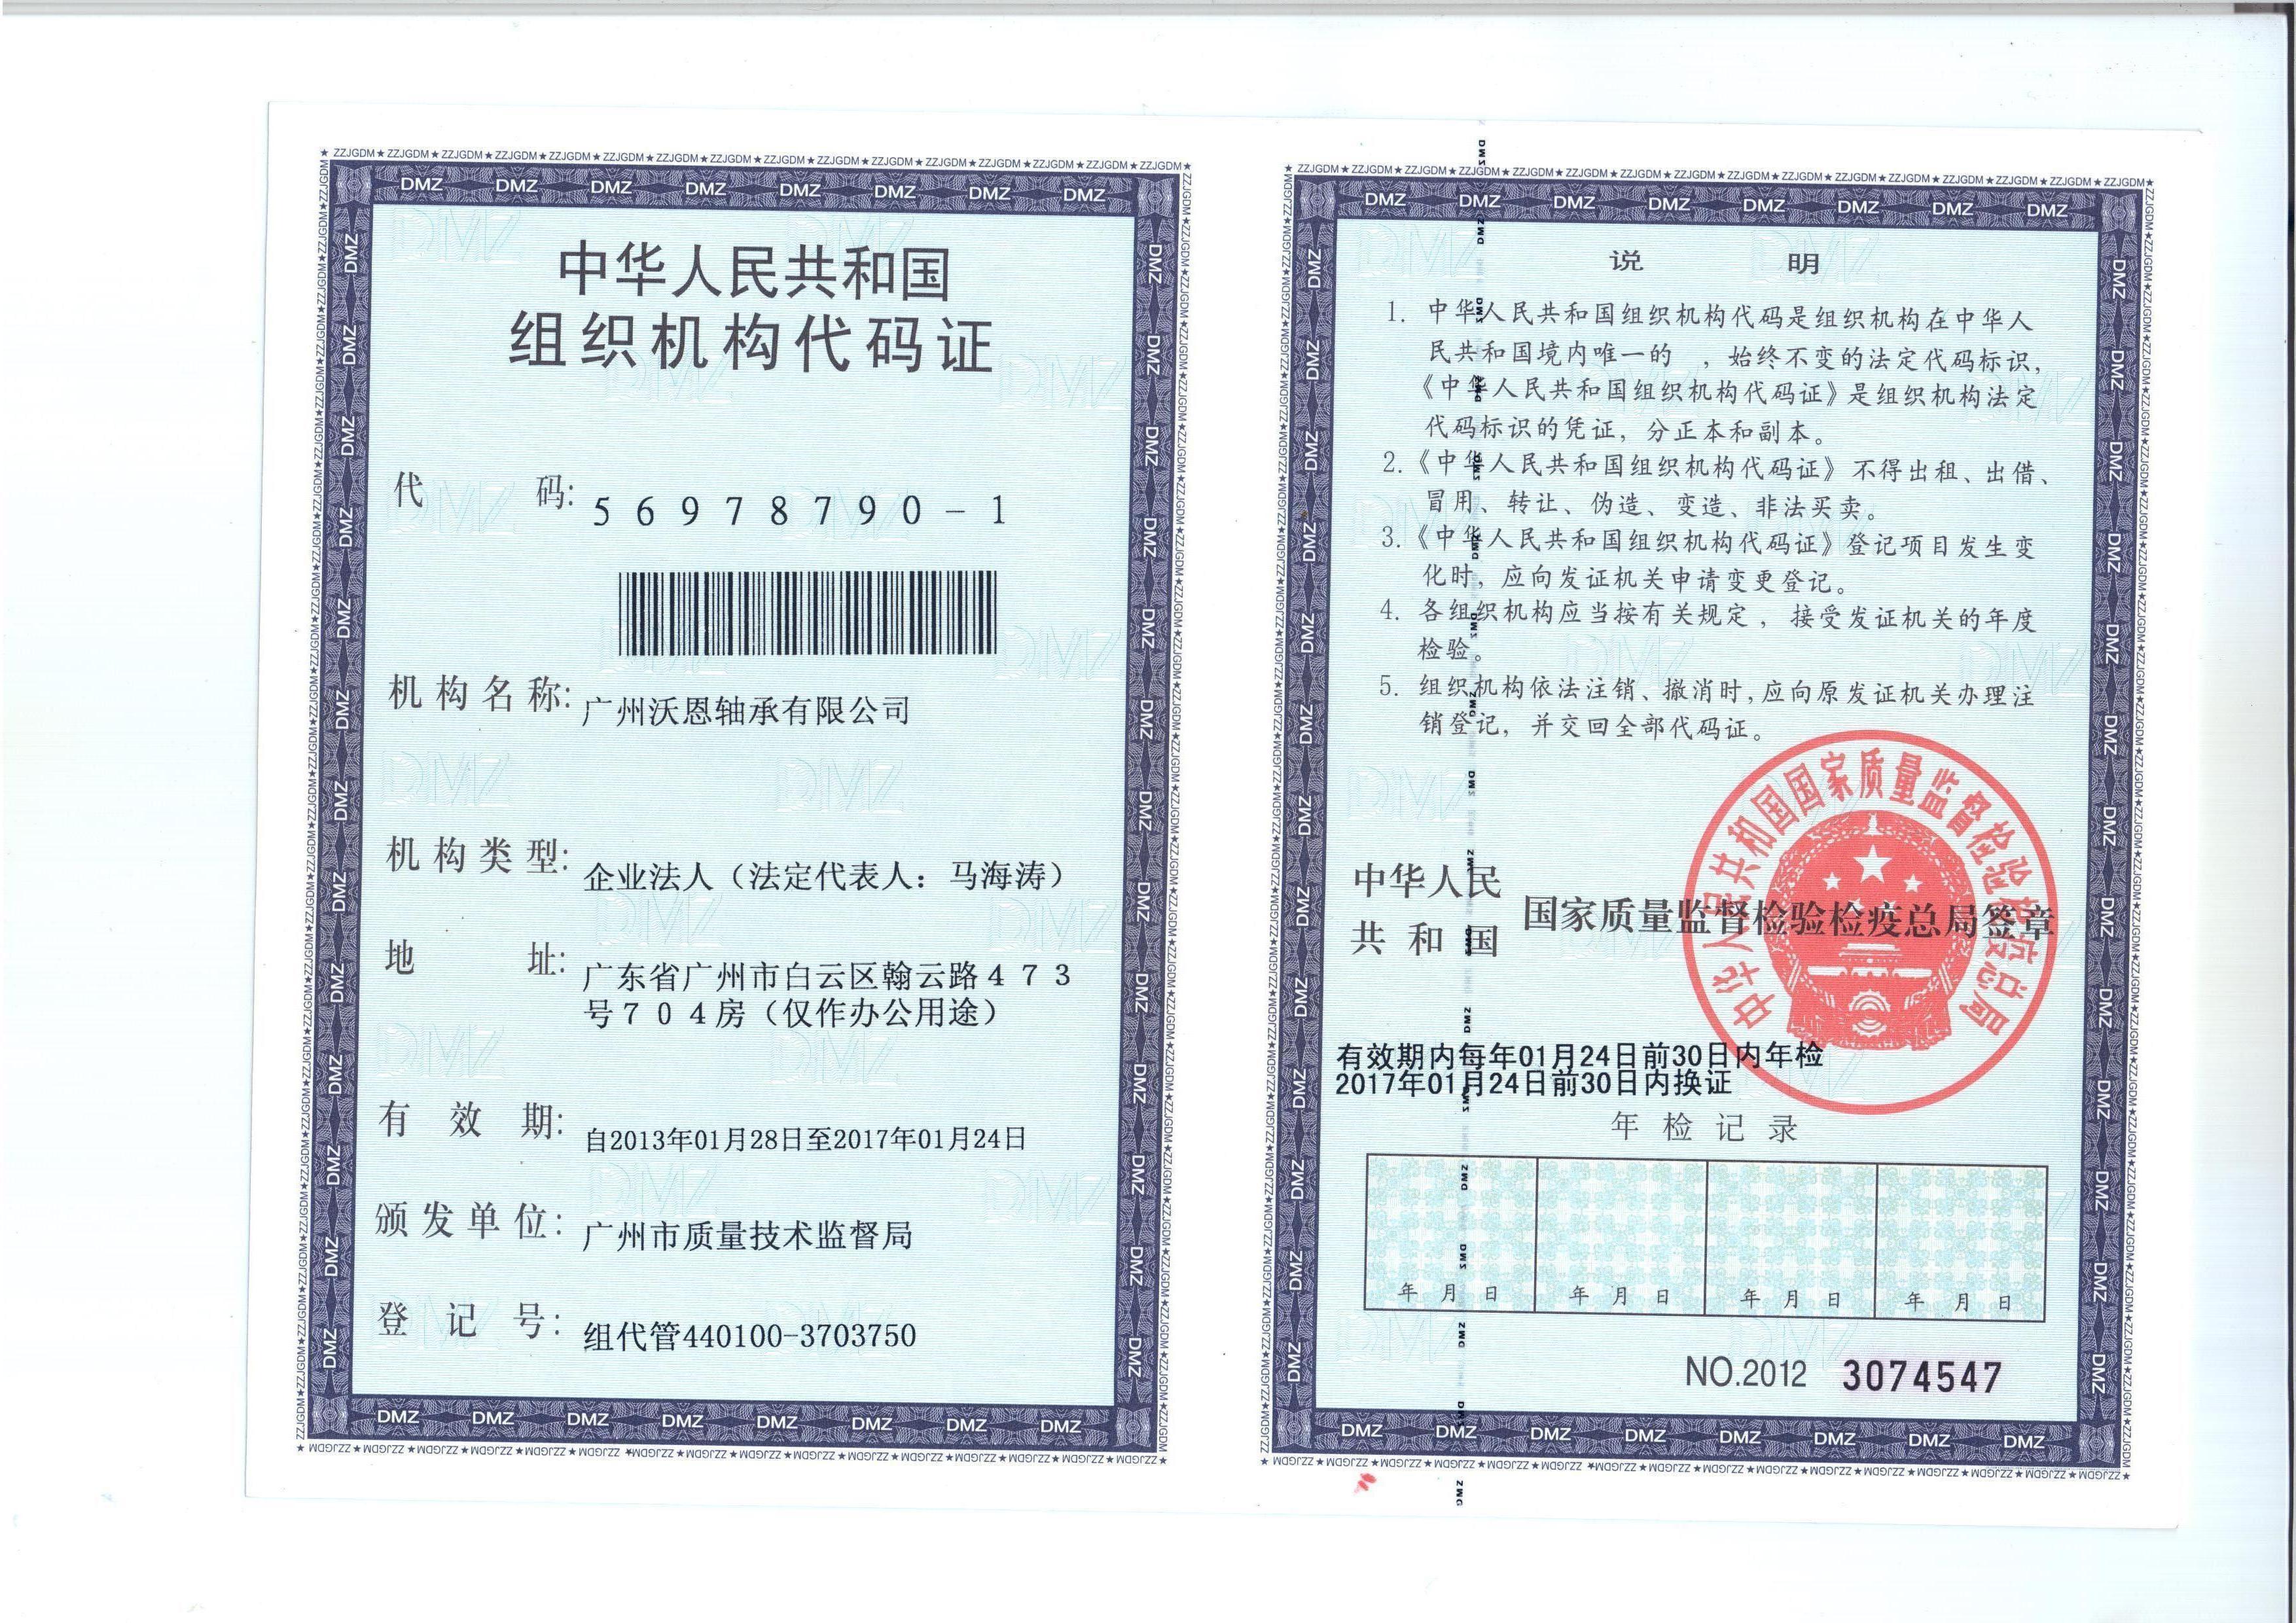 中华人民共和国
组织机构代码证
代 码: 56978790-1
机构名称: 广州沃恩轴承有限公司
机构类型: 企业法人（法定代表人：马海涛）
地 址: 广东省广州市白云区翰云路473
号704房（仅作办公用途）
有 效 期: 自2013年01月28日至2017年01月24日
颁发单位: 广州市质量技术监督局
登 记 号: 组代管440100-3703750
说 明
1. 中华人民共和国组织机构代码是组织机构在中华人
民共和国境内唯一的 ，始终不变的法定代码标识，
《中华人民共和国组织机构代码证》是组织机构法定
代码标识的凭证，分正本和副本。
2.《中华人民共和国组织机构代码证》不得出租、出借、
冒用、转让、伪造、变造、非法买卖。
3.《中华人民共和国组织机构代码证》登记项目发生变
化时，应向发证机关申请变更登记。
4. 各组织机构应当按有关规定，接受发证机关的年度
检验。
5. 组织机构依法注销、撤消时，应向原发证机关办理注
销登记，并交回全部代码证。
中华人民
共和国 国家质量监督检验检疫总局签章
中华人民共和国国家质量监督检验检疫总局
有效期内每年01月24日前30日内年检
2017年01月24日前30日内换证
年检记录
年 月 日 年 月 日 年 月 日 年 月 日
NO.2012 3074547